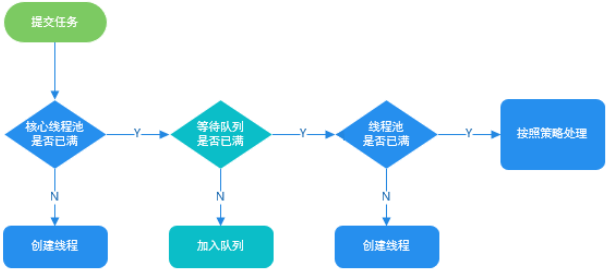 提交任务
核心线程池
是否已满
Y
等待队列
是否已满
Y
线程池
是否已满
Y
按照策略处理
N
N
N
创建线程
加入队列
创建线程